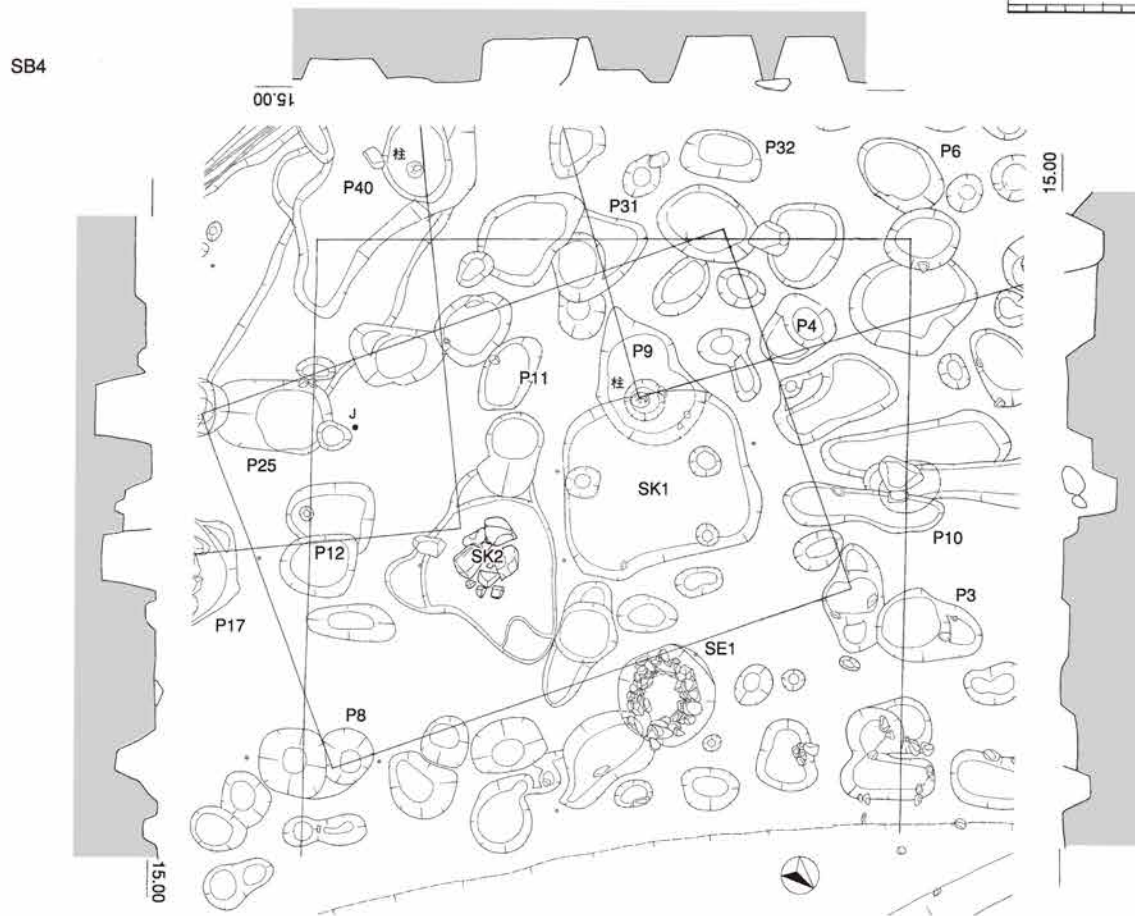 SB4
15.00
P32
P6
15.00
柱
P40
P31
P4
P9
柱
P11
J
P25
SK1
P10
SK2
P12
P3
P17
SE1
P8
15.00